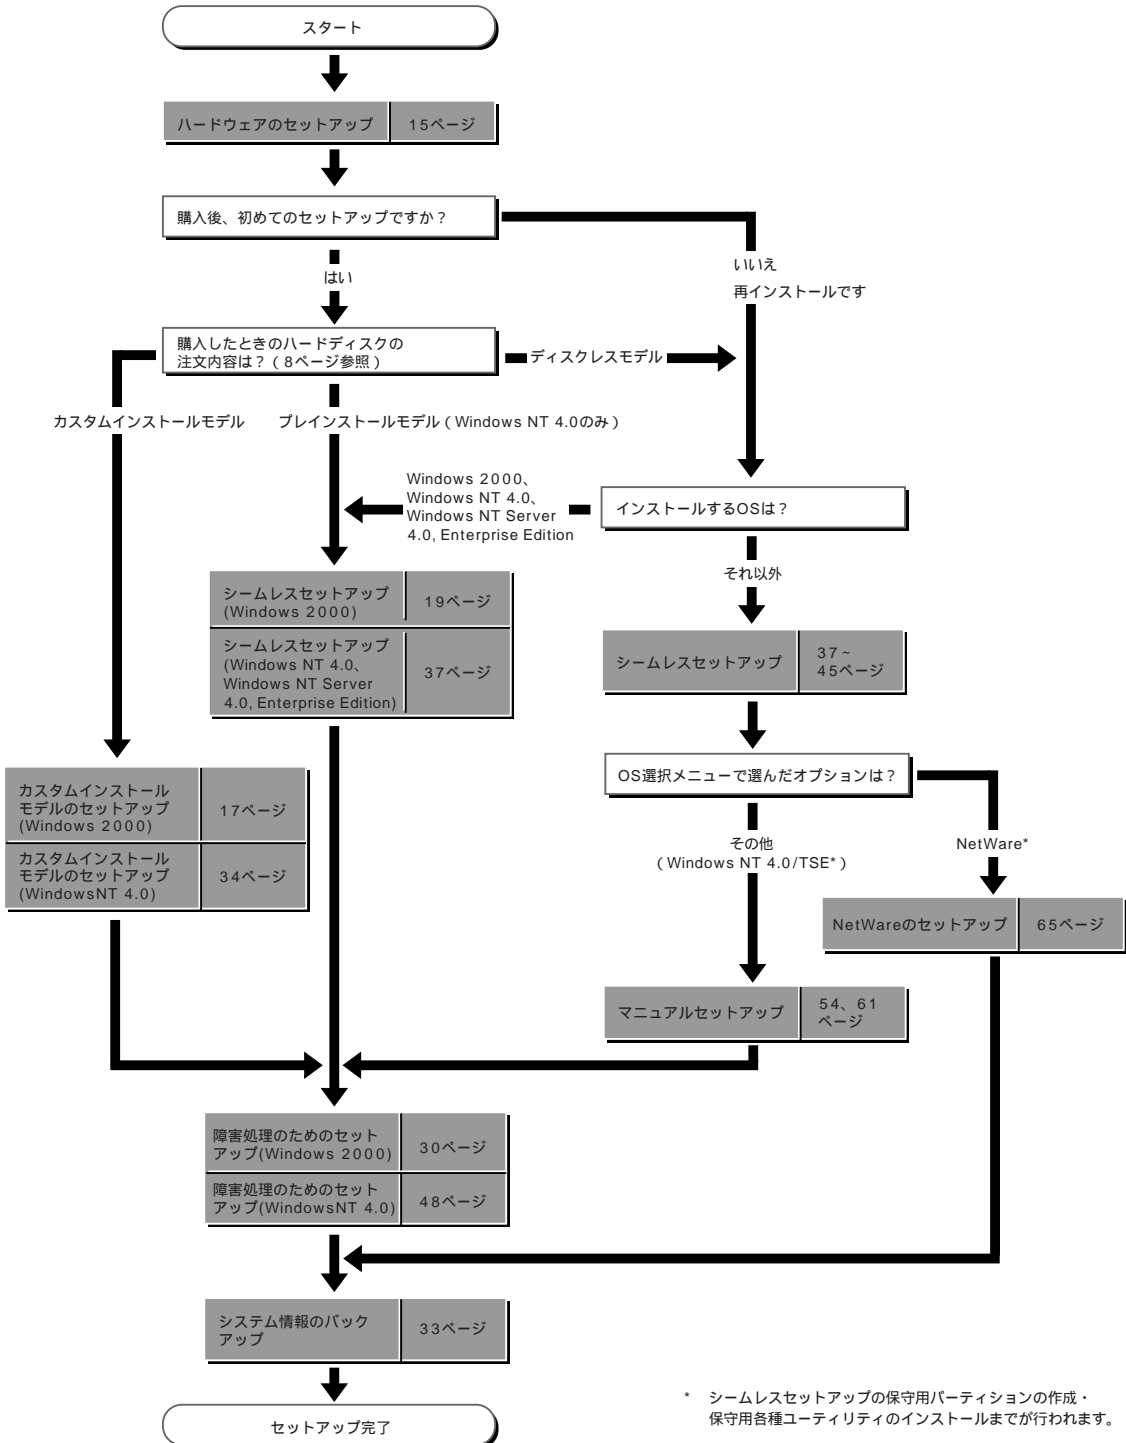 スタート
ハードウェアのセットアップ 15ページ
購入後、初めてのセットアップですか？
いいえ
再インストールです
はい
購入したときのハードディスクの
注文内容は？（8ページ参照）
ディスクレスモデル
カスタムインストールモデル
プレインストールモデル（Windows NT 4.0のみ）
Windows 2000、
Windows NT 4.0、
Windows NT Server
4.0, Enterprise Edition
インストールするOSは？
それ以外
シームレスセットアップ
(Windows 2000)
19ページ
シームレスセットアップ
(Windows NT 4.0、
Windows NT Server
4.0, Enterprise Edition)
37ページ
シームレスセットアップ
37~
45ページ
OS選択メニューで選んだオプションは？
カスタムインストール
モデルのセットアップ
(Windows 2000)
17ページ
カスタムインストール
モデルのセットアップ
(WindowsNT 4.0)
34ページ
その他
（Windows NT 4.0/TSE*）
NetWare*
NetWareのセットアップ 65ページ
マニュアルセットアップ
54、61
ページ
障害処理のためのセット
アップ(Windows 2000)
30ページ
障害処理のためのセット
アップ(WindowsNT 4.0)
48ページ
システム情報のバック
アップ
33ページ
セットアップ完了
* シームレスセットアップの保守用パーティションの作成・
保守用各種ユーティリティのインストールまでが行われます。